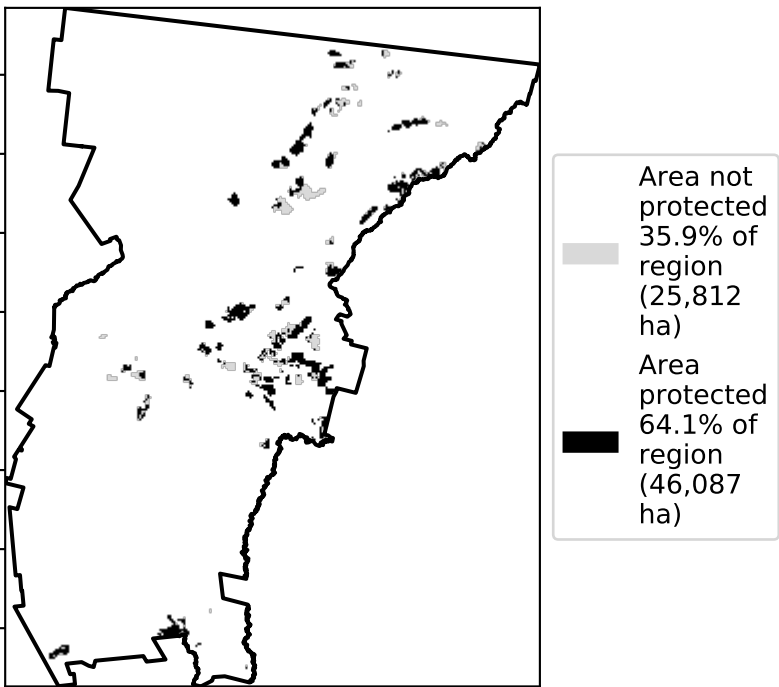 Area not
protected
35.9% of
region
(25,812
ha)
Area
protected
64.1% of
region
(46,087
ha)